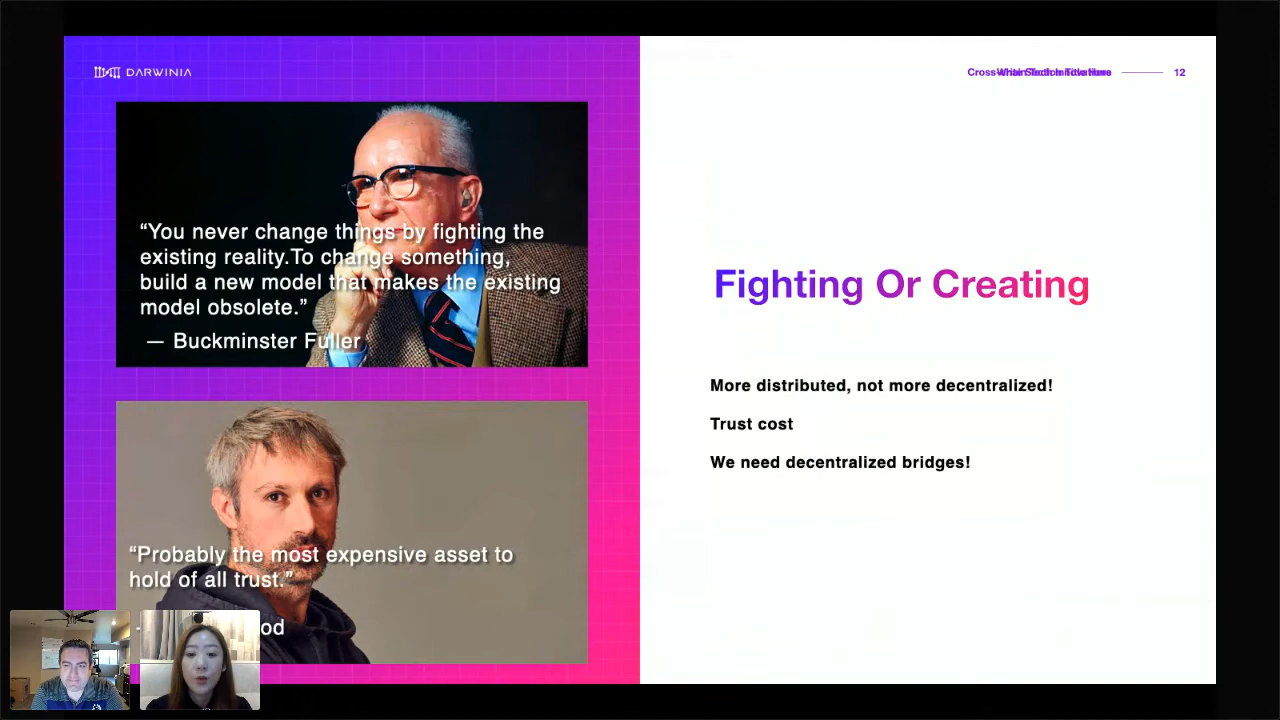 DARWINIA
“You never change things by fighting the
existing reality.To change something,
build a new model that makes the existing
model obsolete.”
— Buckminster Fuller
“Probably the most expensive asset to
hold of all trust.”
12
Fighting Or Creating
More distributed, not more decentralized!
Trust cost
We need decentralized bridges!